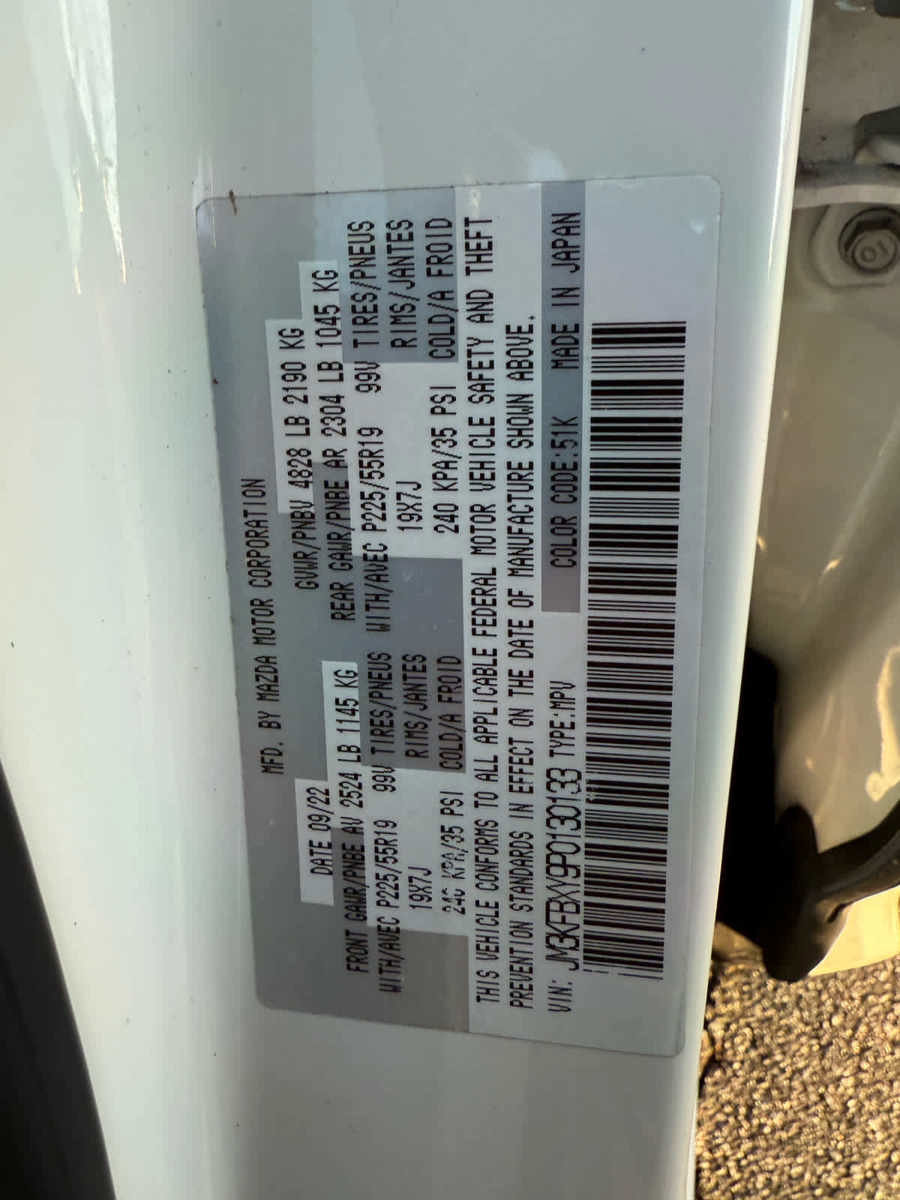 MFD. BY MAZDA MOTOR CORPORATION
DATE 09/22 GVWR/PNBV 4828 LB 2190 KG
FRONT GAWR/PNBE AV 2524 LB 1145 KG REAR GAWR/PNBE AR 2304 LB 1045 KG
WITH/AVEC P225/55R19 99V TIRES/PNEUS WITH/AVEC P225/55R19 99V TIRES/PNEUS
19X7J RIMS/JANTES 19X7J RIMS/JANTES
240 KPA/35 PSI COLD/A FROID 240 KPA/35 PSI COLD/A FROID
THIS VEHICLE CONFORMS TO ALL APPLICABLE FEDERAL MOTOR VEHICLE SAFETY AND THEFT
PREVENTION STANDARDS IN EFFECT ON THE DATE OF MANUFACTURE SHOWN ABOVE.
VIN: JM3KFBXY9P0130133 TYPE:MPV COLOR CODE:51K MADE IN JAPAN